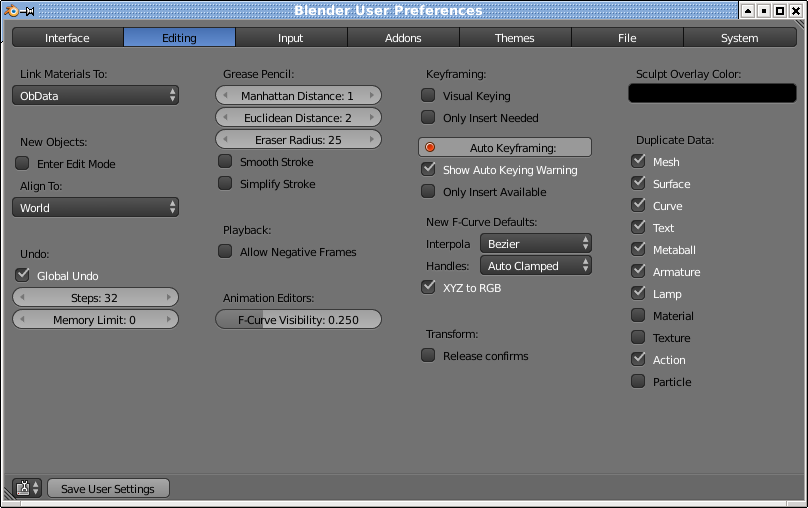 Blender User Preferences
Interface
Editing
Input
Addons
Themes
File
System
Link Materials To:
ObData
New Objects:
Enter Edit Mode
Align To:
World
Undo:
Global Undo
Steps: 32
Memory Limit: 0
Grease Pencil:
Manhattan Distance: 1
Euclidean Distance: 2
Eraser Radius: 25
Smooth Stroke
Simplify Stroke
Playback:
Allow Negative Frames
Animation Editors:
F-Curve Visibility: 0.250
Keyframing:
Visual Keying
Only Insert Needed
Auto Keyframing:
Show Auto Keying Warning
Only Insert Available
New F-Curve Defaults:
Interpola Bezier
Handles: Auto Clamped
XYZ to RGB
Transform:
Release confirms
Sculpt Overlay Color:
Duplicate Data:
Mesh
Surface
Curve
Text
Metaball
Armature
Lamp
Material
Texture
Action
Particle
Save User Settings